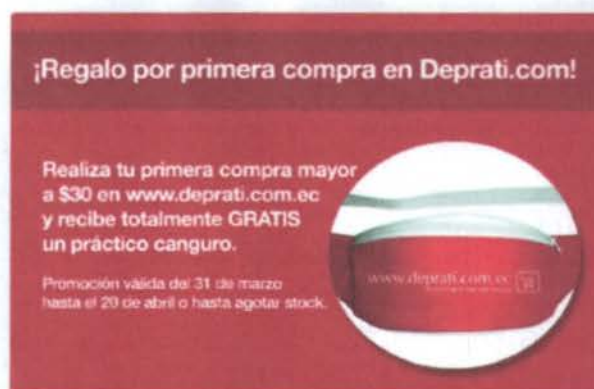 ¡Regalo por primera compra en Deprati.com!
Realiza tu primera compra mayor
a $30 en www.deprati.com.ec
y recibe totalmente GRATIS
un práctico canguro.
Promoción válida del 31 de marzo
hasta el 20 de abril o hasta agotar stock.
www.deprati.com.ec